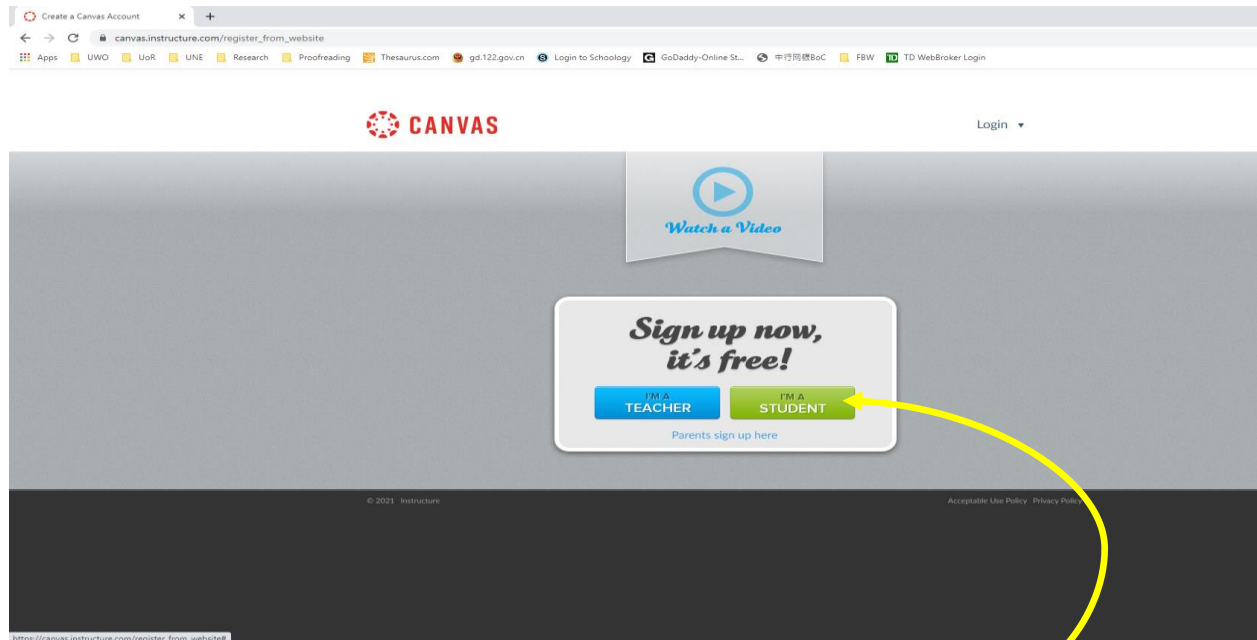 Create a Canvas Account
canvas.instructure.com/register_from_website
Apps UWO UoR UNE Research Proofreading Thesaurus.com gd.122.gov.cn Login to Schoology GoDaddy-Online St... 中行网银BoC FBW TD WebBroker Login
CANVAS
Login
Watch a Video
Sign up now,
it's free!
I'M A
TEACHER
I'M A
STUDENT
Parents sign up here
© 2021 Instructure
Acceptable Use Policy Privacy Policy
https://canvas.instructure.com/register_from_website#